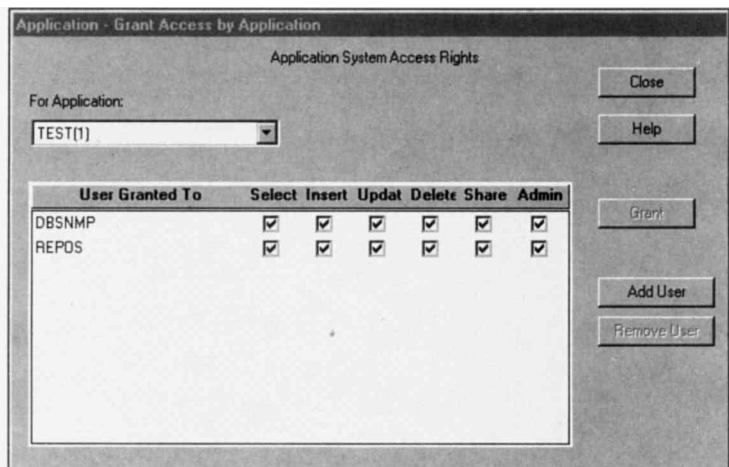 Application - Grant Access by Application
Application System Access Rights
For Application:
TEST(1)
Close
Help
User Granted To Select Insert Updat Delete Share Admin
DBSNMP
REPOS
Grant
Add User
Remove User